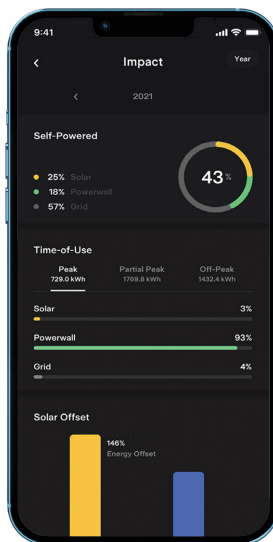 9:41
Impact
Year
2021
Self-Powered
25% Solar
18% Powerwall
57% Grid
43%
Time-of-Use
Peak Partial Peak Off-Peak
729.0 kWh 1769.8 kWh 1432.4 kWh
Solar 3%
Powerwall 93%
Grid 4%
Solar Offset
146%
Energy Offset